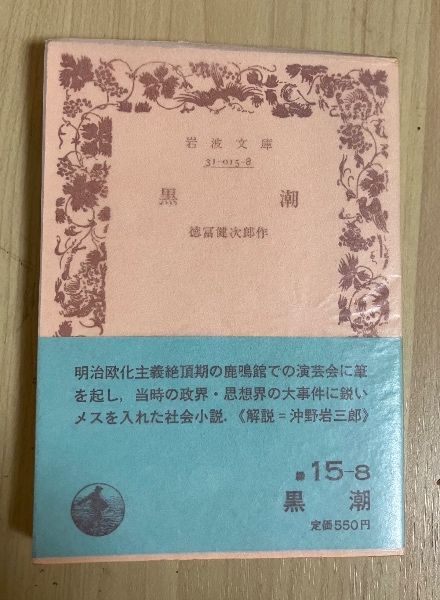 岩波文庫
31-015-8
黒潮
徳冨健次郎作
明治欧化主義絶頂期の鹿鳴館での演芸会に筆
を起し,当時の政界・思想界の大事件に鋭い
メスを入れた社会小説.《解説=沖野岩三郎》
緑 15-8
黒潮
定価550円